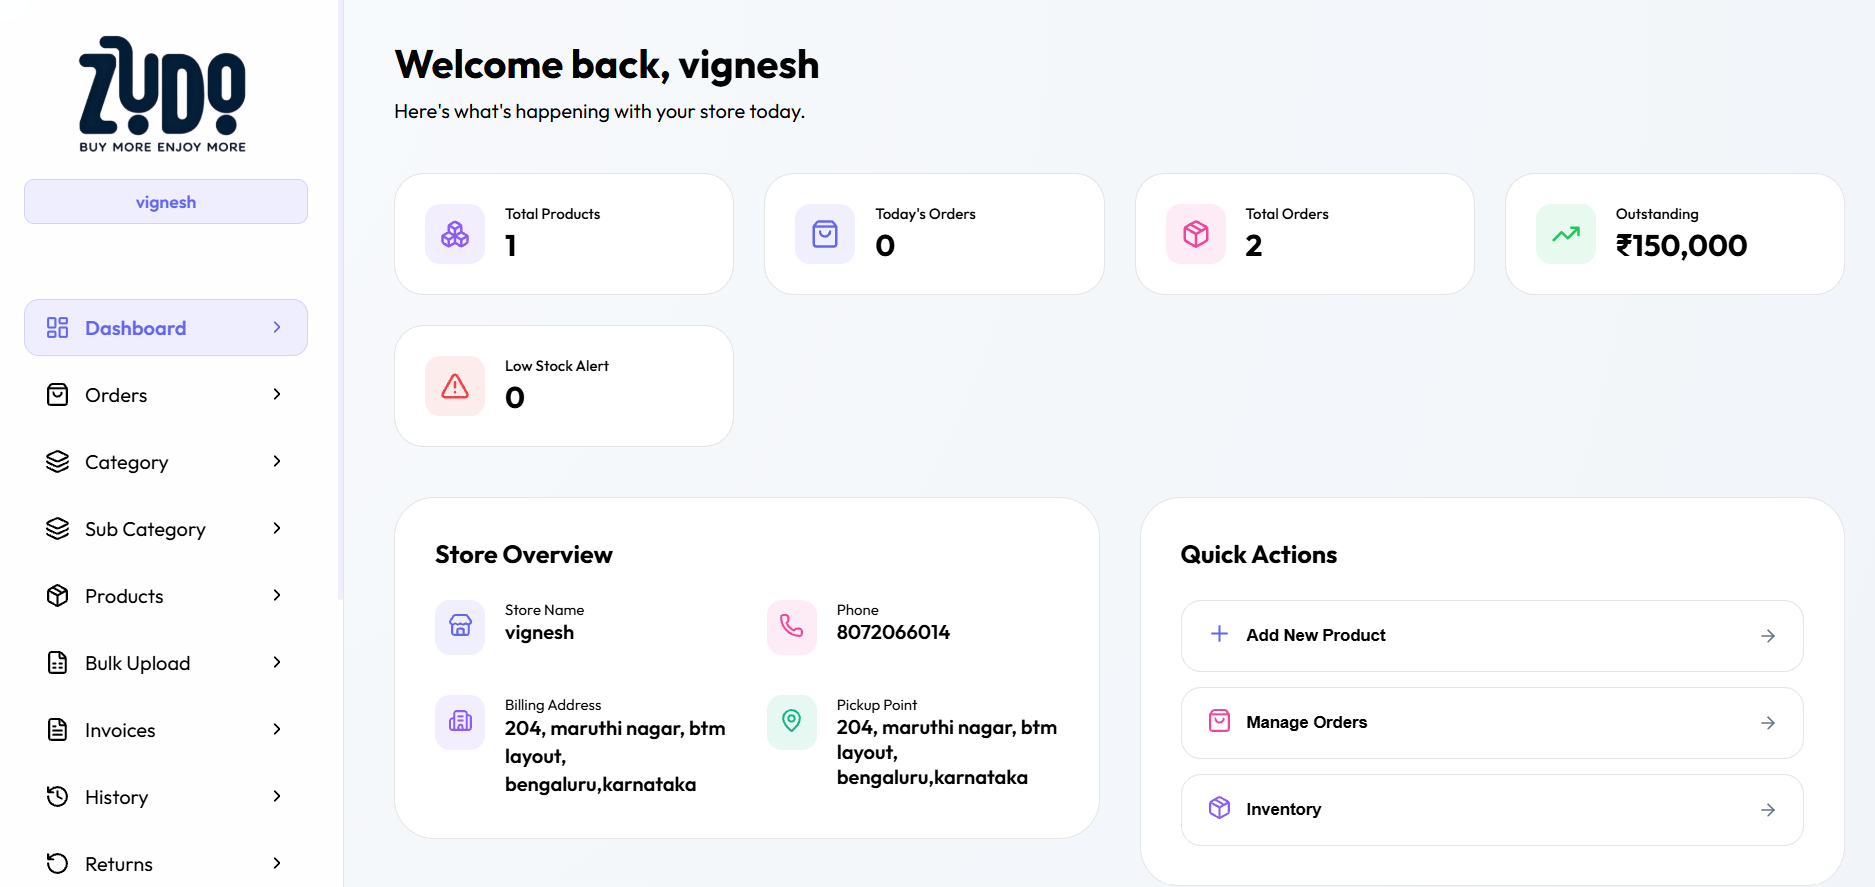 ZUDO
BUY MORE ENJOY MORE
vignesh
Dashboard
Orders
Category
Sub Category
Products
Bulk Upload
Invoices
History
Returns
Welcome back, vignesh
Here's what's happening with your store today.
Total Products
1
Today's Orders
0
Total Orders
2
Outstanding
₹150,000
Low Stock Alert
0
Store Overview
Store Name
vignesh
Phone
8072066014
Billing Address
204, maruthi nagar, btm
layout,
bengaluru,karnataka
Pickup Point
204, maruthi nagar, btm
layout,
bengaluru,karnataka
Quick Actions
Add New Product
Manage Orders
Inventory